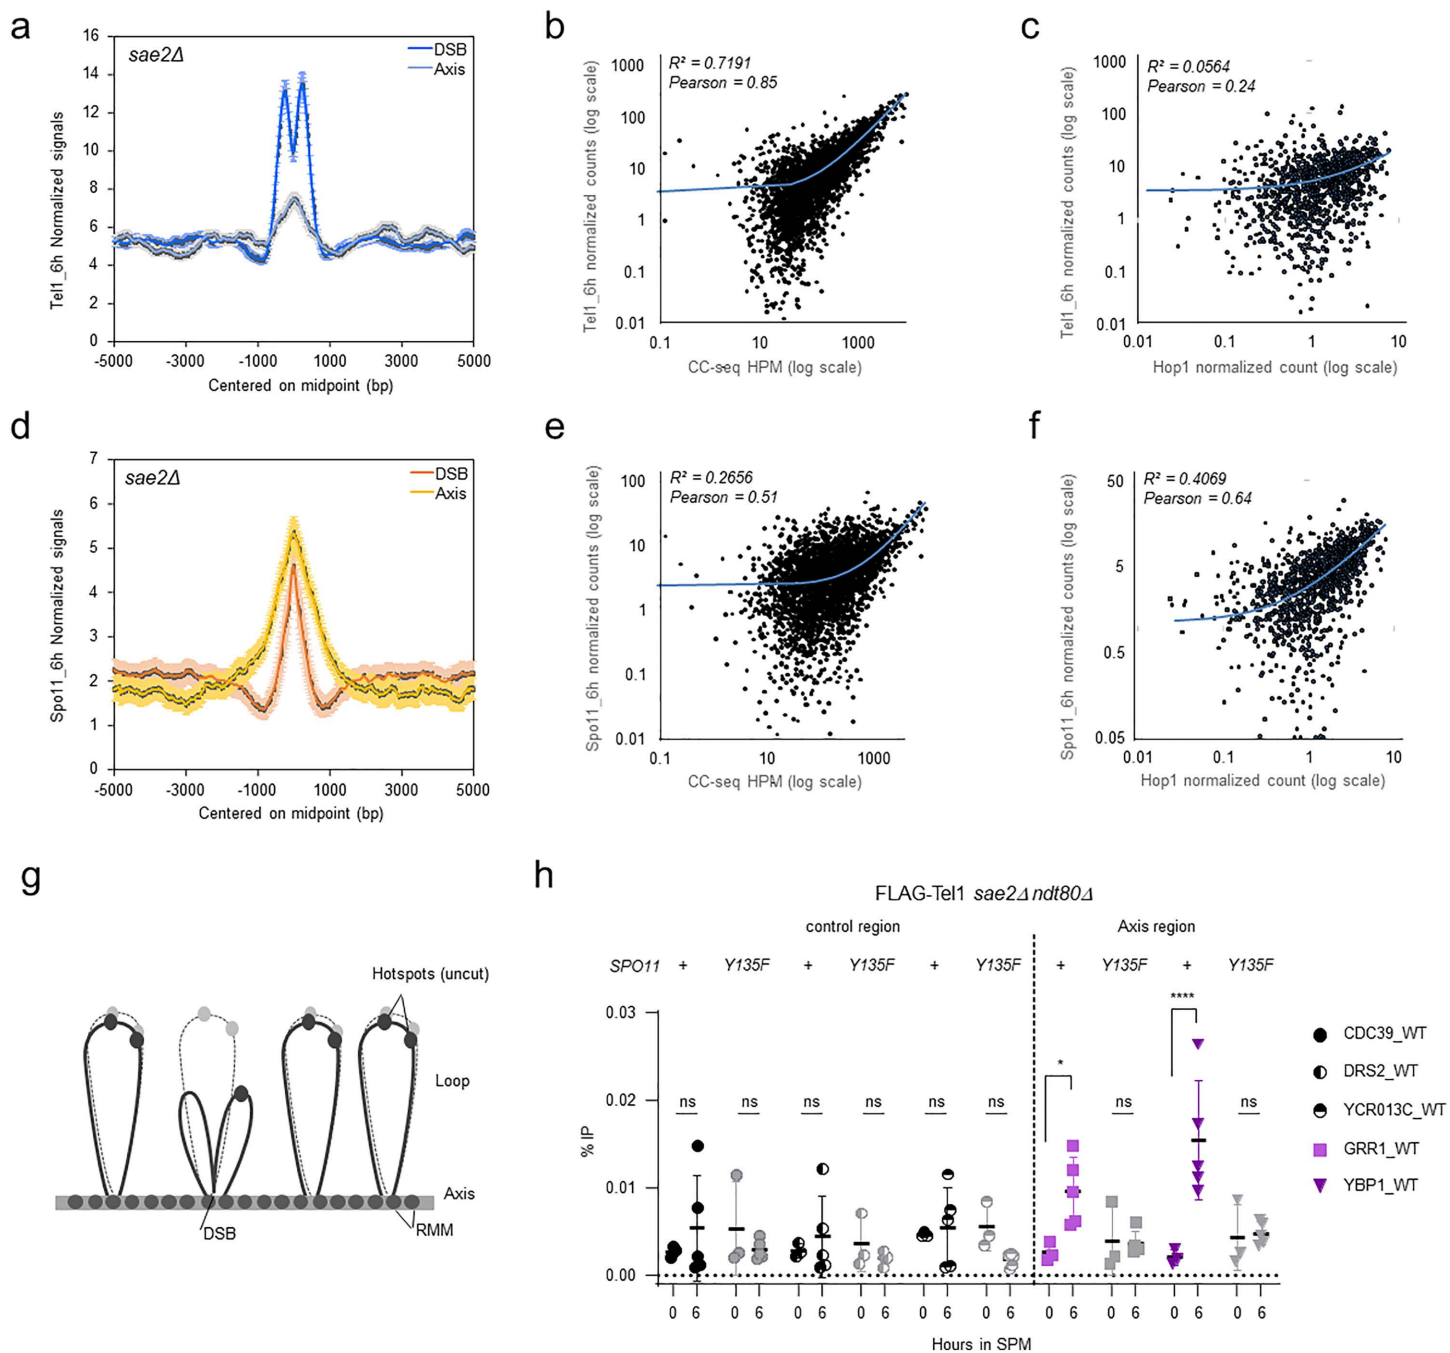 a
16
14
12
10
8
6
4
2
0
sae2Δ
DSB
Axis
Tel1_6h Normalized signals
-5000 -3000 -1000 1000 3000 5000
Centered on midpoint (bp)
b
R² = 0.7191
Pearson = 0.85
1000
100
10
1
0.1
0.01
Tel1_6h normalized counts (log scale)
0.1 10 1000
CC-seq HPM (log scale)
c
R² = 0.0564
Pearson = 0.24
1000
100
10
1
0.1
0.01
Tel1_6h normalized counts (log scale)
0.01 0.1 1 10
Hop1 normalized count (log scale)
d
7
6
5
4
3
2
1
0
sae2Δ
DSB
Axis
Spo11_6h Normalized signals
-5000 -3000 -1000 1000 3000 5000
Centered on midpoint (bp)
e
R² = 0.2656
Pearson = 0.51
100
10
1
0.1
0.01
Spo11_6h normalized counts (log scale)
0.1 10 1000
CC-seq HPM (log scale)
f
R² = 0.4069
Pearson = 0.64
50
5
0.5
0.05
Spo11_6h normalized counts (log scale)
0.01 0.1 1 10
Hop1 normalized count (log scale)
g
Hotspots (uncut)
Loop
Axis
DSB
RMM
h
FLAG-Tel1 sae2Δ ndt80Δ
control region Axis region
SPO11 + Y135F + Y135F + Y135F + Y135F + Y135F
0.03
0.02
0.01
0.00
% IP
ns ns ns ns ns ns * ns **** ns
0 6 0 6 0 6 0 6 0 6 0 6 0 6 0 6 0 6 0 6
Hours in SPM
CDC39_WT
DRS2_WT
YCR013C_WT
GRR1_WT
YBP1_WT